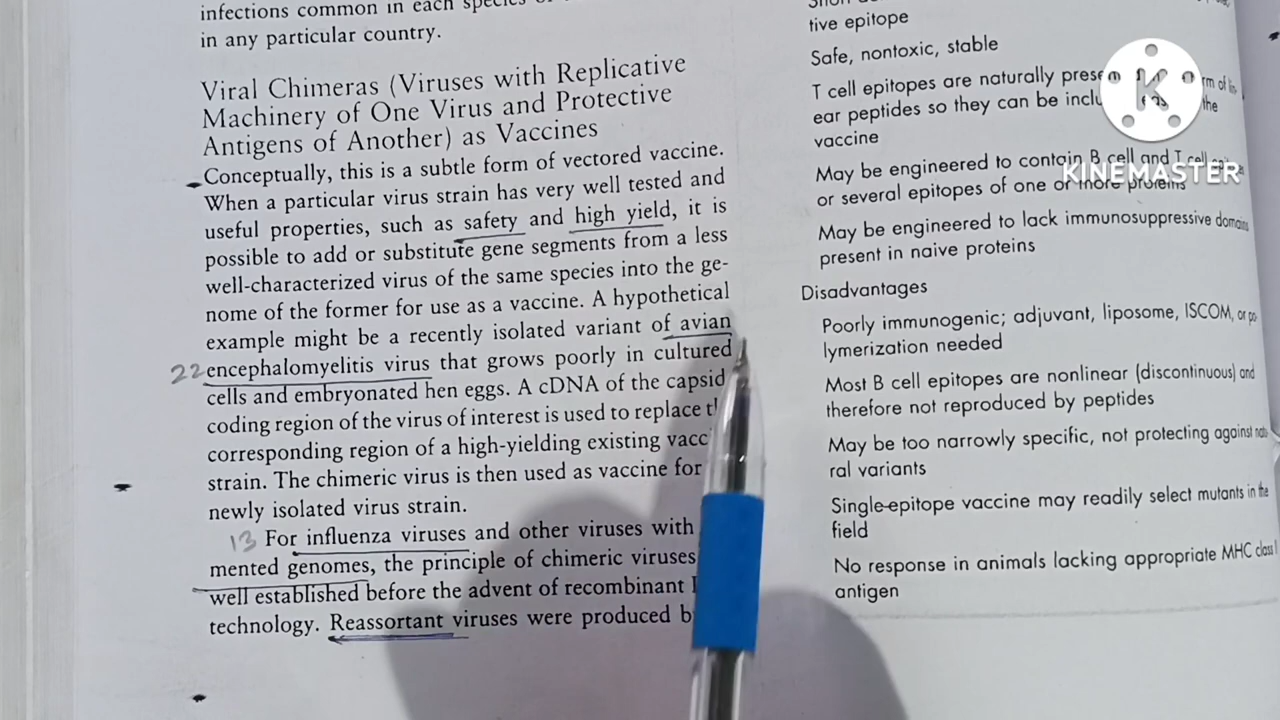 infections common in each species
in any particular country.
Viral Chimeras (Viruses with Replicative
Machinery of One Virus and Protective
Antigens of Another) as Vaccines
Conceptually, this is a subtle form of vectored vaccine.
When a particular virus strain has very well tested and
useful properties, such as safety and high yield, it is
possible to add or substitute gene segments from a less
well-characterized virus of the same species into the ge-
nome of the former for use as a vaccine. A hypothetical
example might be a recently isolated variant of avian
22 encephalomyelitis virus that grows poorly in cultured
cells and embryonated hen eggs. A cDNA of the capsid
coding region of the virus of interest is used to replace
corresponding region of a high-yielding existing
strain. The chimeric virus is then used as vaccine for
newly isolated virus strain.
13 For influenza viruses and other viruses with
mented genomes, the principle of chimeric viruses
well established before the advent of recombinant
technology. Reassortant viruses were produced
tive epitope
Safe, nontoxic, stable
T cell epitopes are naturally rm of
ear peptides so they can be the
vaccine
May be engineered to contain B cell and T cell
or several epitopes of one or more proteins
May be engineered to lack immunosuppressive domains
present in naive proteins
Disadvantages
Poorly immunogenic; adjuvant, liposome, ISCOM, or po-
lymerization needed
Most B cell epitopes are nonlinear (discontinuous) and
therefore not reproduced by peptides
May be too narrowly specific, not protecting against
ral variants
Single-epitope vaccine may readily select mutants in the
field
No response in animals lacking appropriate MHC class
antigen
K
KINEMASTER